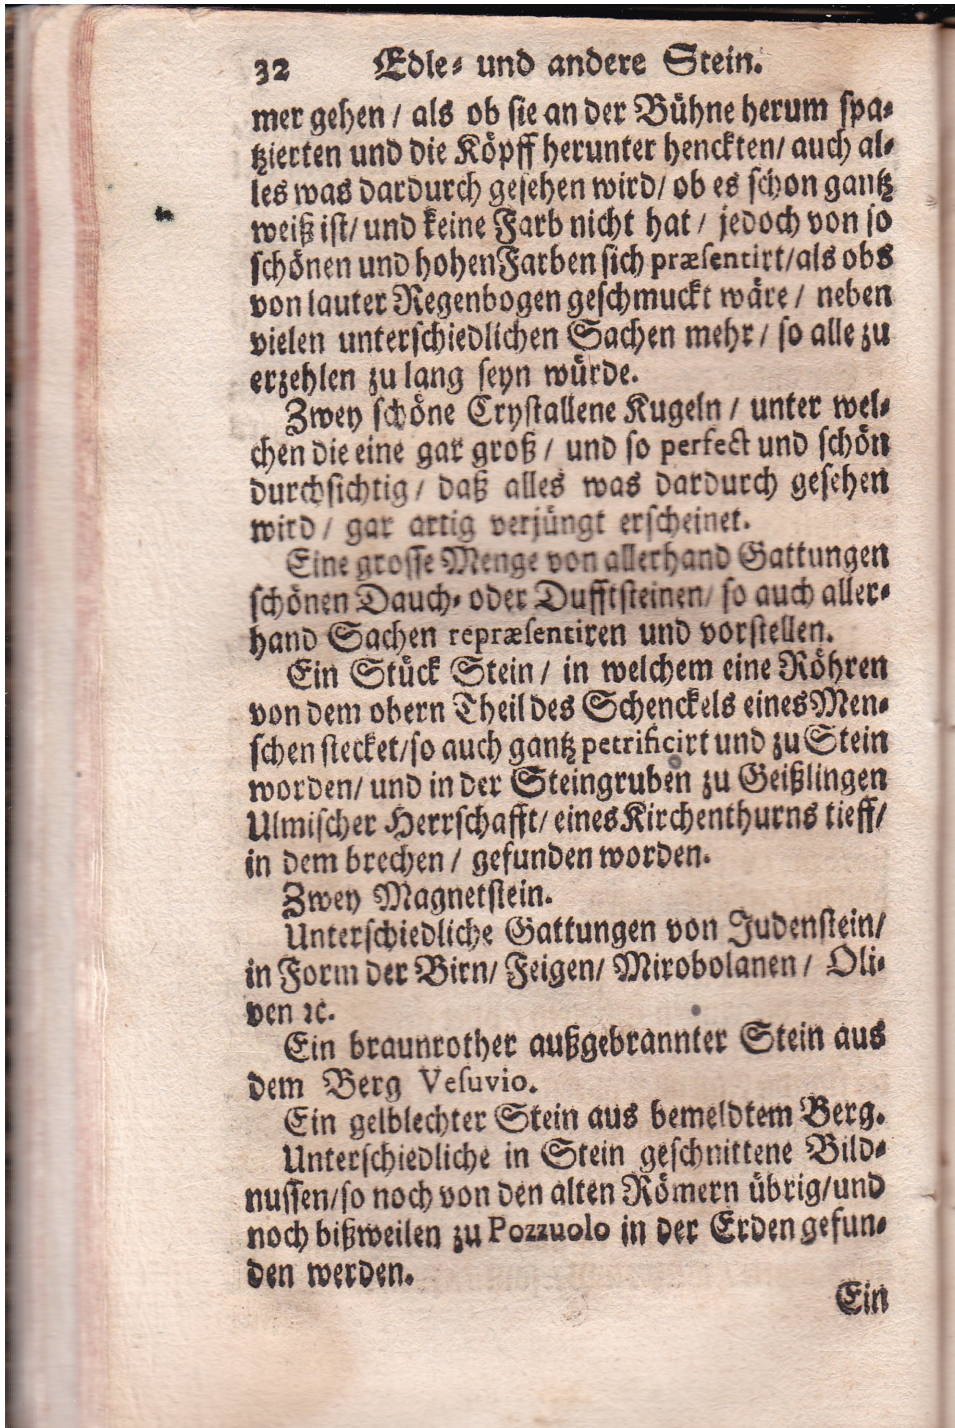 32 Edle⸗ und andere Stein.
mer gehen / als ob sie an der Bühne herum spa⸗
tzierten und die Köpff herunter henckten / auch al⸗
les was dardurch gesehen wird / ob es schon gantz
weiß ist / und keine Farb nicht hat / jedoch von so
schönen und hohen Farben sich præsentirt / als obs
von lauter Regenbogen geschmuckt wäre / neben
vielen unterschiedlichen Sachen mehr / so alle zu
erzehlen zu lang seyn würde.
Zwey schöne Crystallene Kugeln / unter wel⸗
chen die eine gar groß / und so perfect und schön
durchsichtig / daß alles was dardurch gesehen
wird / gar artig verjüngt erscheinet.
Eine grosse Menge von allerhand Gattungen
schönen Dauch⸗ oder Dufftsteinen / so auch aller⸗
hand Sachen repræsentiren und vorstellen.
Ein Stück Stein / in welchem eine Röhren
von dem obern Theil des Schenckels eines Men⸗
schen stecket / so auch gantz petrificirt und zu Stein
worden / und in der Steingruben zu Geißlingen
Ulmischer Herrschafft / eines Kirchenthurns tieff /
in dem brechen / gefunden worden.
Zwey Magnetstein.
Unterschiedliche Gattungen von Judenstein /
in Form der Birn / Feigen / Mirobolanen / Oli⸗
ven ꝛc.
Ein braunrother außgebrannter Stein aus
dem Berg Vesuvio.
Ein gelblechter Stein aus bemeldtem Berg.
Unterschiedliche in Stein geschnittene Bild⸗
nussen / so noch von den alten Römern übrig / und
noch bißweilen zu Pozzuolo in der Erden gefun⸗
den werden.
Ein